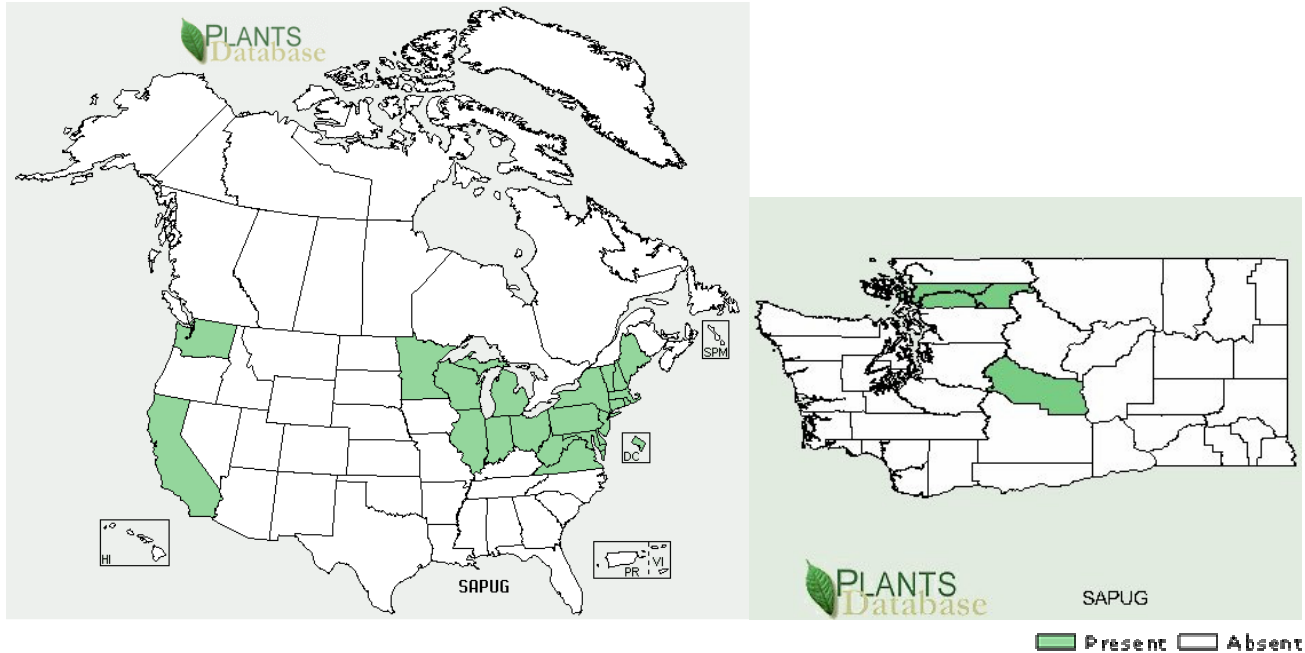 PLANTS
Database
SPM
DC
HI
PR VI
SAPUG
PLANTS
Database
SAPUG
Present Absent